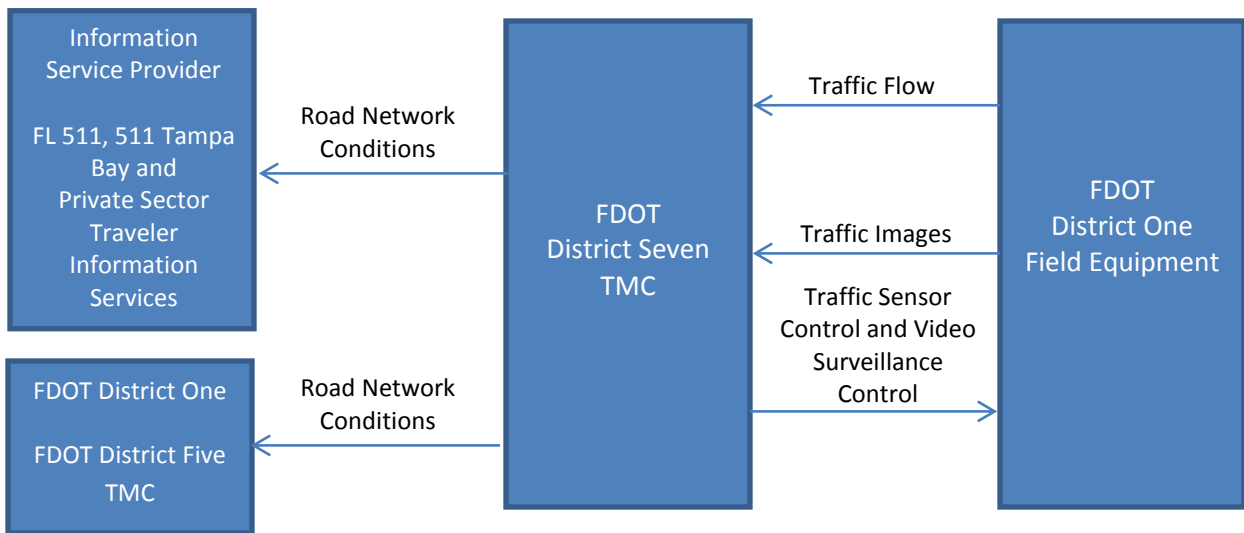 Information
Service Provider
FL 511, 511 Tampa
Bay and
Private Sector
Traveler
Information
Services
Road Network
Conditions
FDOT
District Seven
TMC
Traffic Flow
Traffic Images
Traffic Sensor
Control and Video
Surveillance
Control
FDOT
District One
Field Equipment
FDOT District One
FDOT District Five
TMC
Road Network
Conditions